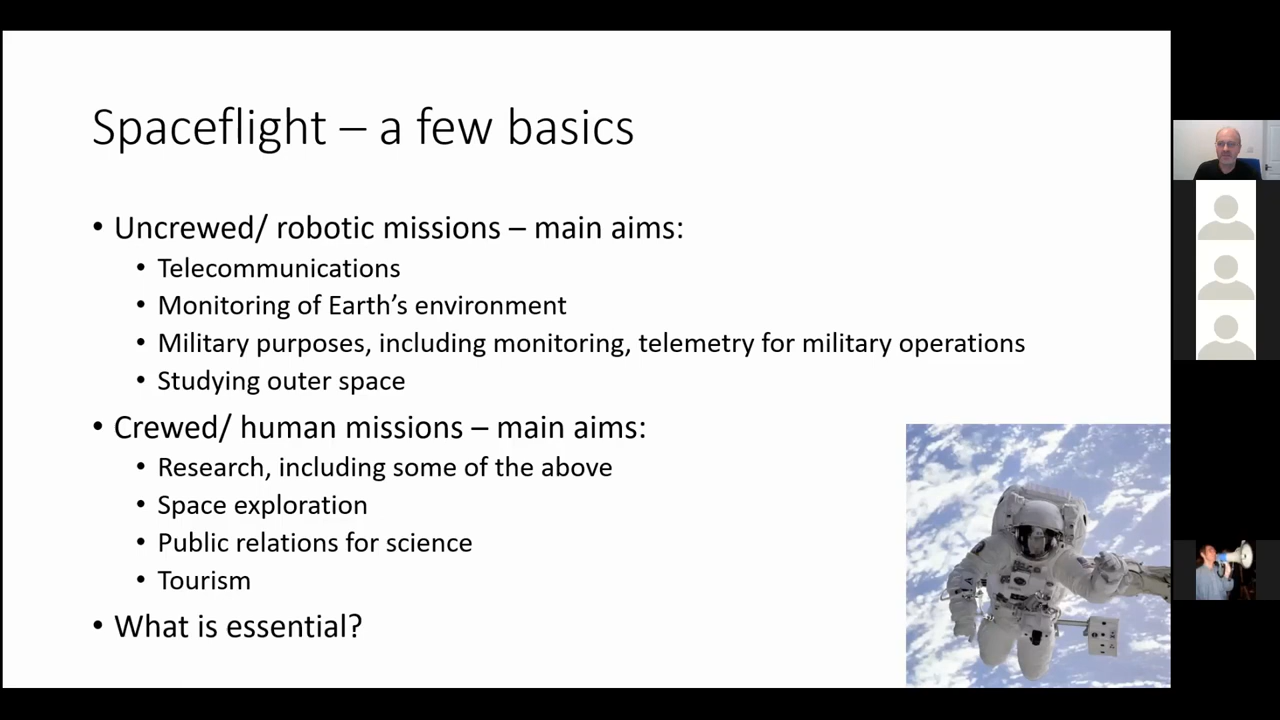 Spaceflight – a few basics
• Uncrewed/ robotic missions – main aims:
• Telecommunications
• Monitoring of Earth’s environment
• Military purposes, including monitoring, telemetry for military operations
• Studying outer space
• Crewed/ human missions – main aims:
• Research, including some of the above
• Space exploration
• Public relations for science
• Tourism
• What is essential?